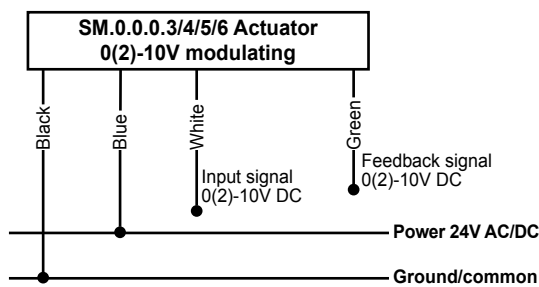 SM.0.0.0.3/4/5/6 Actuator
0(2)-10V modulating
Black
Blue
White
Green
Input signal
0(2)-10V DC
Feedback signal
0(2)-10V DC
Power 24V AC/DC
Ground/common